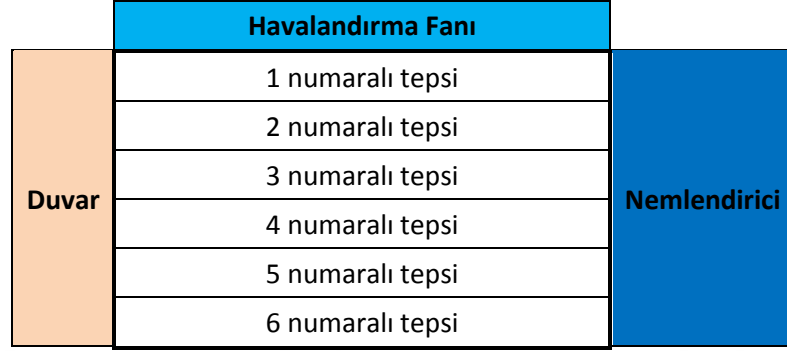 Havalandırma Fanı
1 numaralı tepsi
2 numaralı tepsi
3 numaralı tepsi
Duvar
4 numaralı tepsi
Nemlendirici
5 numaralı tepsi
6 numaralı tepsi